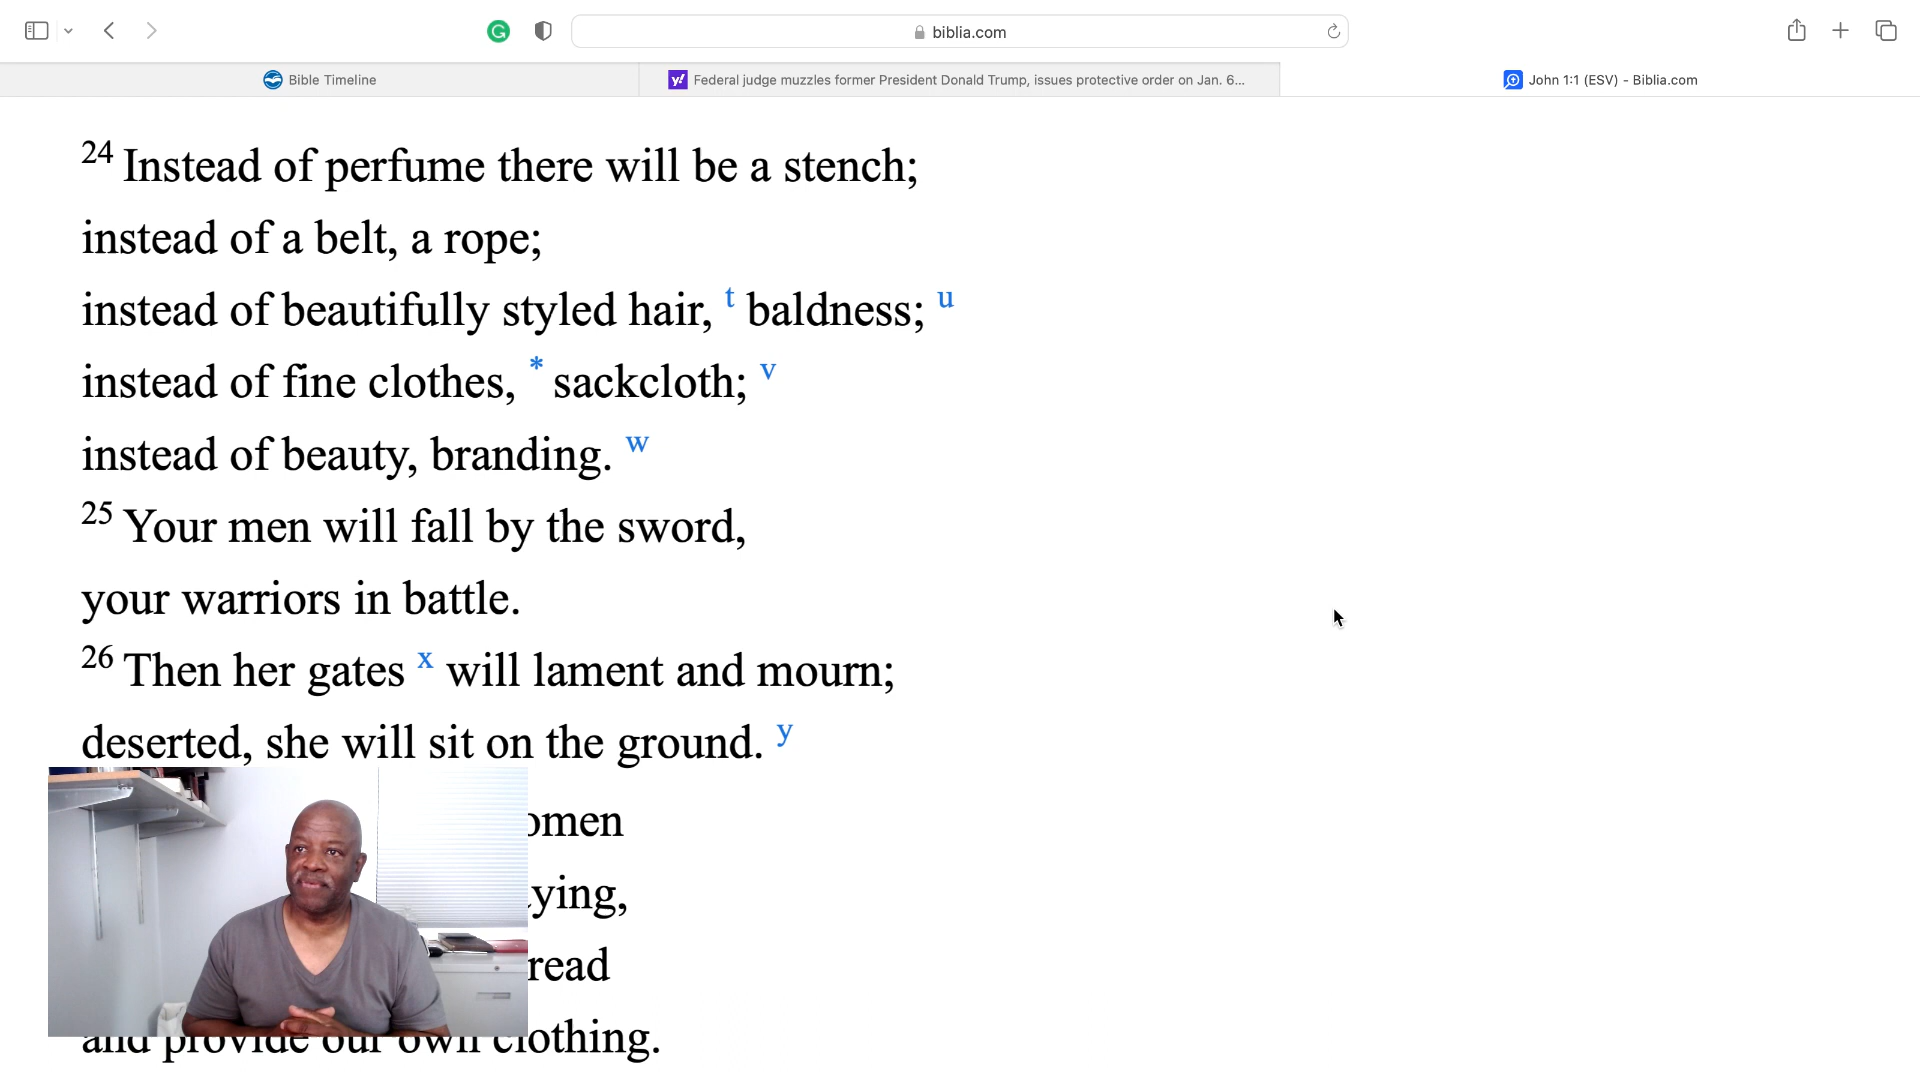 biblia.com
Bible Timeline
Federal judge muzzles former President Donald Trump, issues protective order on Jan. 6...
John 1:1 (ESV) - Biblia.com
24 Instead of perfume there will be a stench;
instead of a belt, a rope;
instead of beautifully styled hair, t baldness; u
instead of fine clothes, * sackcloth; v
instead of beauty, branding. w
25 Your men will fall by the sword,
your warriors in battle.
26 Then her gates x will lament and mourn;
deserted, she will sit on the ground. y
omen
ying,
read
and provide our own clothing.